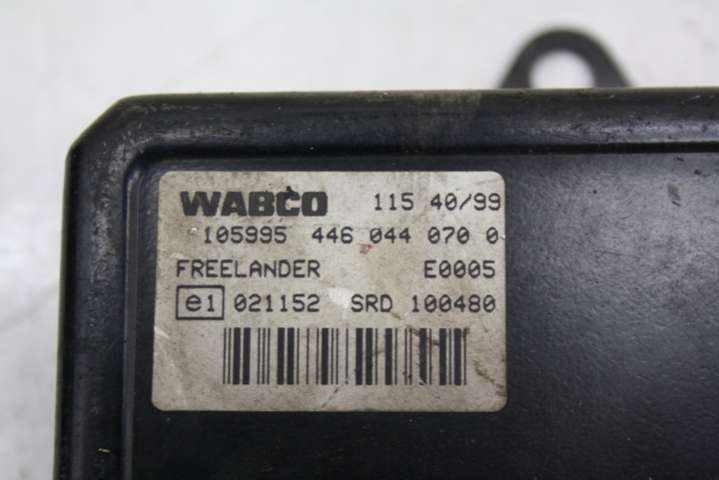 WABCO 115 40/99
105995 446 044 070 0
FREELANDER E0005
e1 021152 SRD 100480